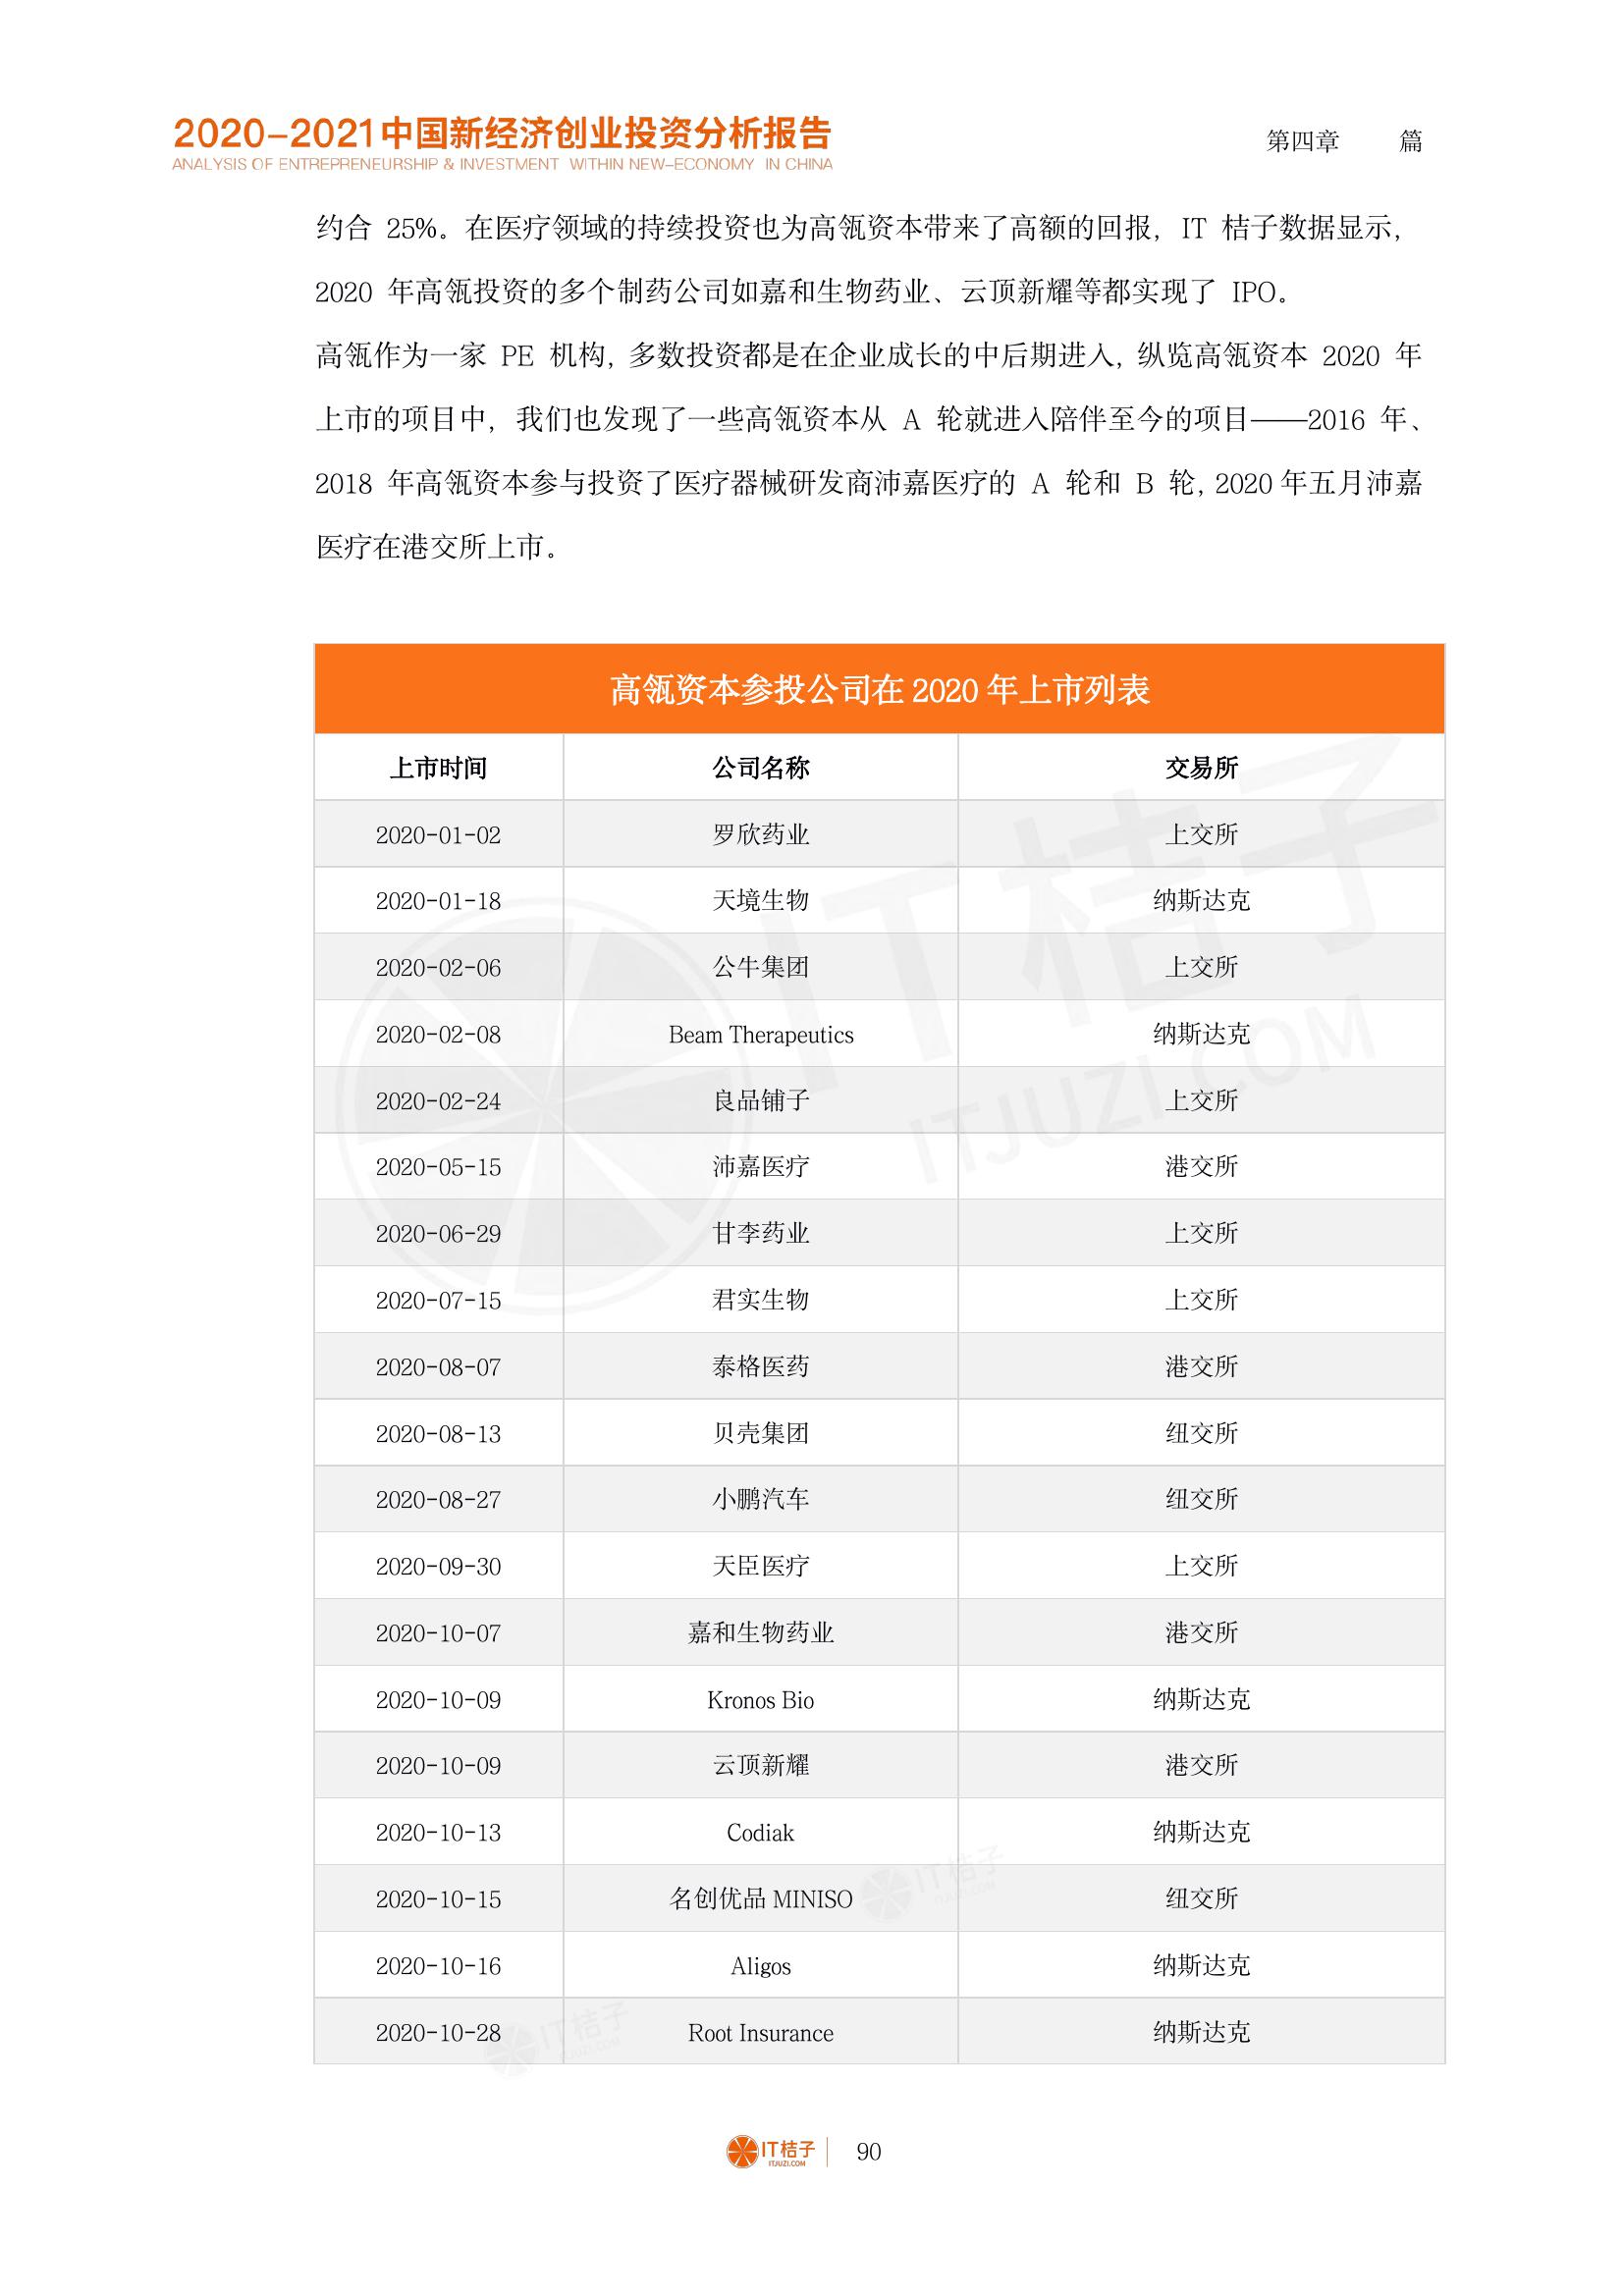 2020-2021中国新经济创业投资分析报告
ANALYSIS OF ENTREPRENEURSHIP & INVESTMENT WITHIN NEW-ECONOMY IN CHINA
第四章 篇
约合 25%。在医疗领域的持续投资也为高瓴资本带来了高额的回报，IT 桔子数据显示，
2020 年高瓴投资的多个制药公司如嘉和生物药业、云顶新耀等都实现了 IPO。
高瓴作为一家 PE 机构，多数投资都是在企业成长的中后期进入，纵览高瓴资本 2020 年
上市的项目中，我们也发现了一些高瓴资本从 A 轮就进入陪伴至今的项目——2016 年、
2018 年高瓴资本参与投资了医疗器械研发商沛嘉医疗的 A 轮和 B 轮，2020 年五月沛嘉
医疗在港交所上市。
高瓴资本参投公司在 2020 年上市列表
上市时间 公司名称 交易所
2020-01-02 罗欣药业 上交所
2020-01-18 天境生物 纳斯达克
2020-02-06 公牛集团 上交所
2020-02-08 Beam Therapeutics 纳斯达克
2020-02-24 良品铺子 上交所
2020-05-15 沛嘉医疗 港交所
2020-06-29 甘李药业 上交所
2020-07-15 君实生物 上交所
2020-08-07 泰格医药 港交所
2020-08-13 贝壳集团 纽交所
2020-08-27 小鹏汽车 纽交所
2020-09-30 天臣医疗 上交所
2020-10-07 嘉和生物药业 港交所
2020-10-09 Kronos Bio 纳斯达克
2020-10-09 云顶新耀 港交所
2020-10-13 Codiak 纳斯达克
2020-10-15 名创优品 MINISO 纽交所
2020-10-16 Aligos 纳斯达克
2020-10-28 Root Insurance 纳斯达克
IT桔子
ITJUZI.COM
IT桔子
IT桔子
IT桔子
ITJUZI.COM
90